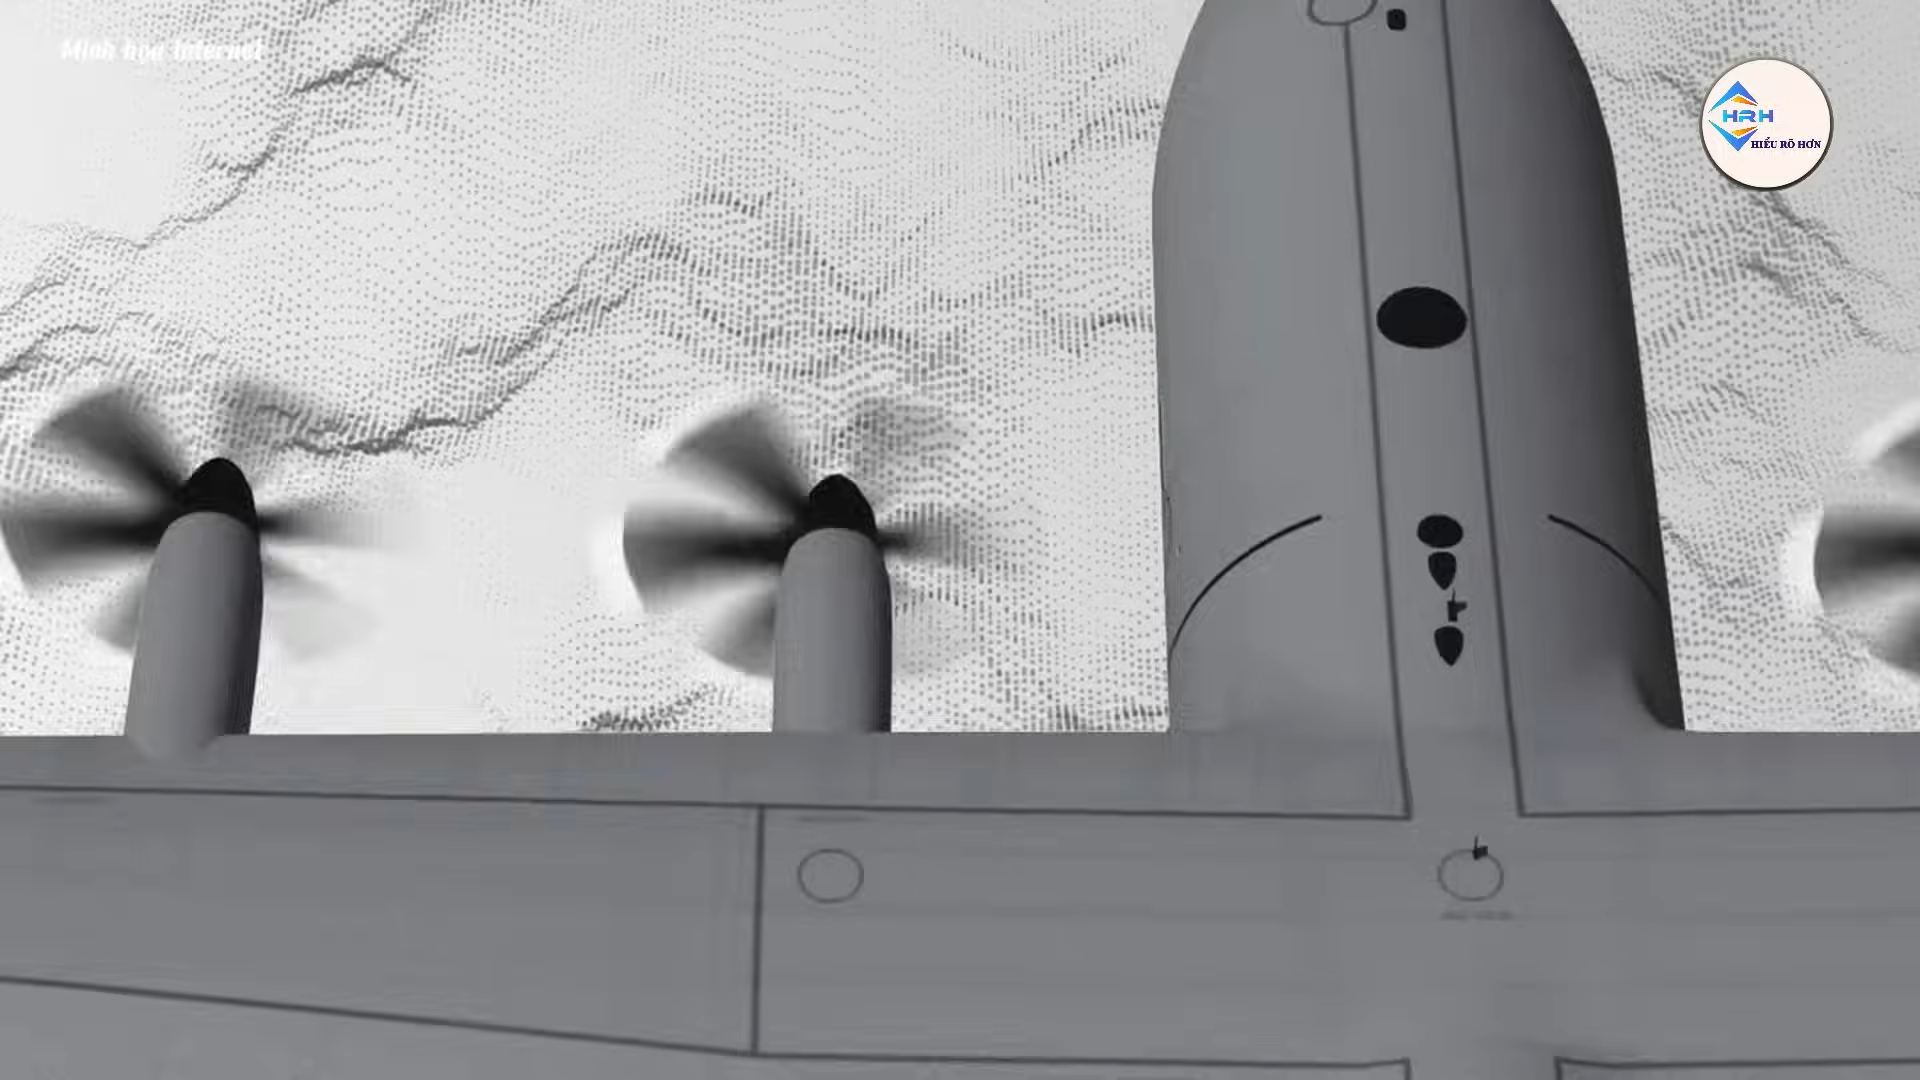 Minh họa Internet
HRH
HIỂU RÕ HƠN